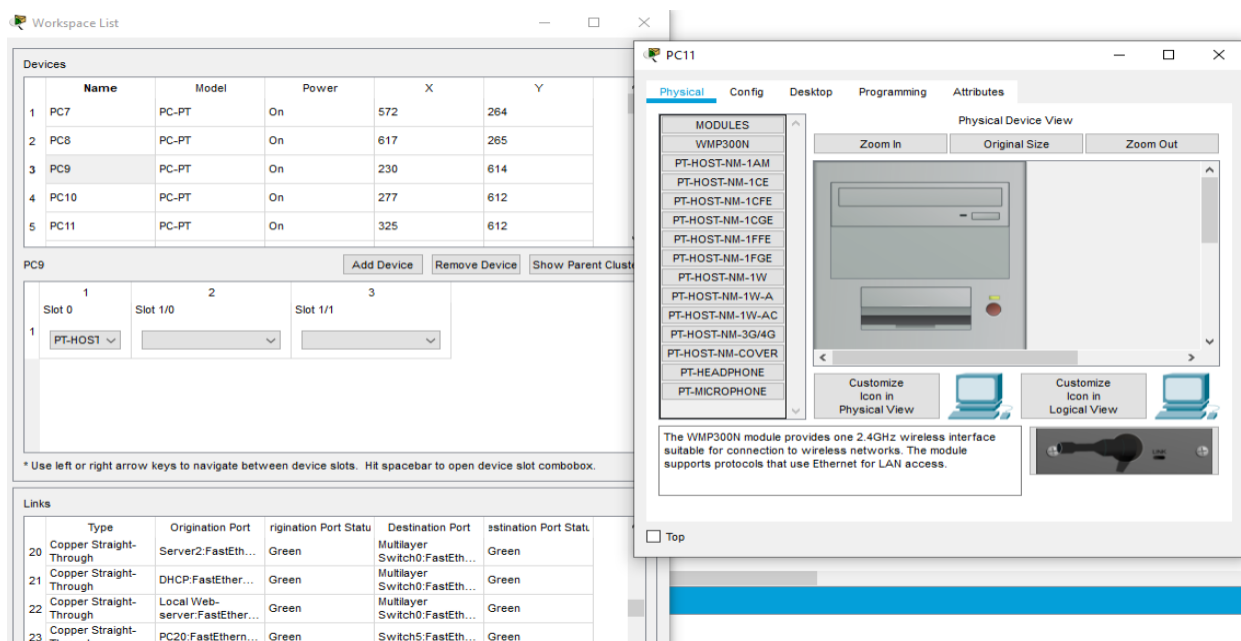 Workspace List
Devices
Name Model Power X Y
1 PC7 PC-PT On 572 264
2 PC8 PC-PT On 617 265
3 PC9 PC-PT On 230 614
4 PC10 PC-PT On 277 612
5 PC11 PC-PT On 325 612
PC9 Add Device Remove Device Show Parent Cluste
1 2 3
Slot 0 Slot 1/0 Slot 1/1
1 PT-HOST
* Use left or right arrow keys to navigate between device slots. Hit spacebar to open device slot combobox.
Links
Type Origination Port rigination Port Statu Destination Port estination Port Statu
20 Copper Straight-Through Server2:FastEth... Green Multilayer Switch0:FastEth... Green
21 Copper Straight-Through DHCP:FastEther... Green Multilayer Switch0:FastEth... Green
22 Copper Straight-Through Local Web-server:FastEther... Green Multilayer Switch0:FastEth... Green
23 Copper Straight- PC20:FastEthern... Green Switch5:FastEth... Green
PC11
Physical Config Desktop Programming Attributes
MODULES
WMP300N
PT-HOST-NM-1AM
PT-HOST-NM-1CE
PT-HOST-NM-1CFE
PT-HOST-NM-1CGE
PT-HOST-NM-1FFE
PT-HOST-NM-1FGE
PT-HOST-NM-1W
PT-HOST-NM-1W-A
PT-HOST-NM-1W-AC
PT-HOST-NM-3G/4G
PT-HOST-NM-COVER
PT-HEADPHONE
PT-MICROPHONE
Physical Device View
Zoom In Original Size Zoom Out
Customize
Icon in
Physical View
Customize
Icon in
Logical View
The WMP300N module provides one 2.4GHz wireless interface
suitable for connection to wireless networks. The module
supports protocols that use Ethernet for LAN access.
LINK
Top